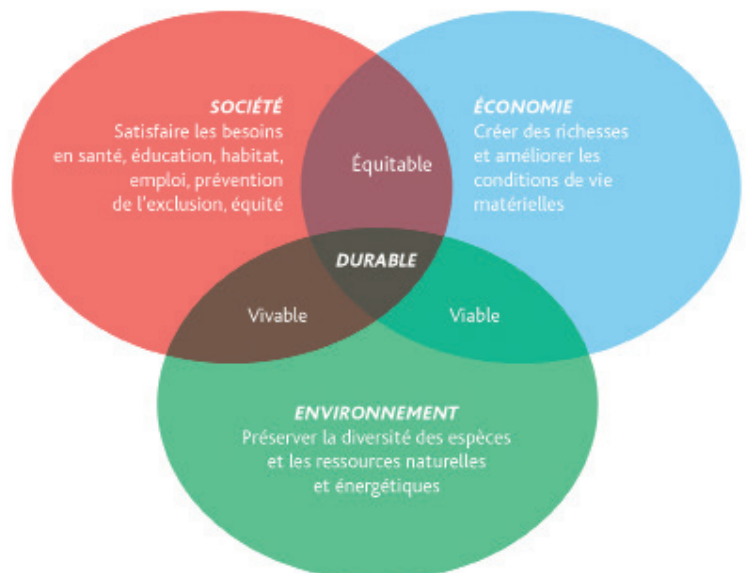 SOCIÉTÉ
Satisfaire les besoins
en santé, éducation, habitat,
emploi, prévention
de l'exclusion, équité
Équitable
ÉCONOMIE
Créer des richesses
et améliorer les
conditions de vie
matérielles
DURABLE
Vivable
Viable
ENVIRONNEMENT
Préserver la diversité des espèces
et les ressources naturelles
et énergétiques